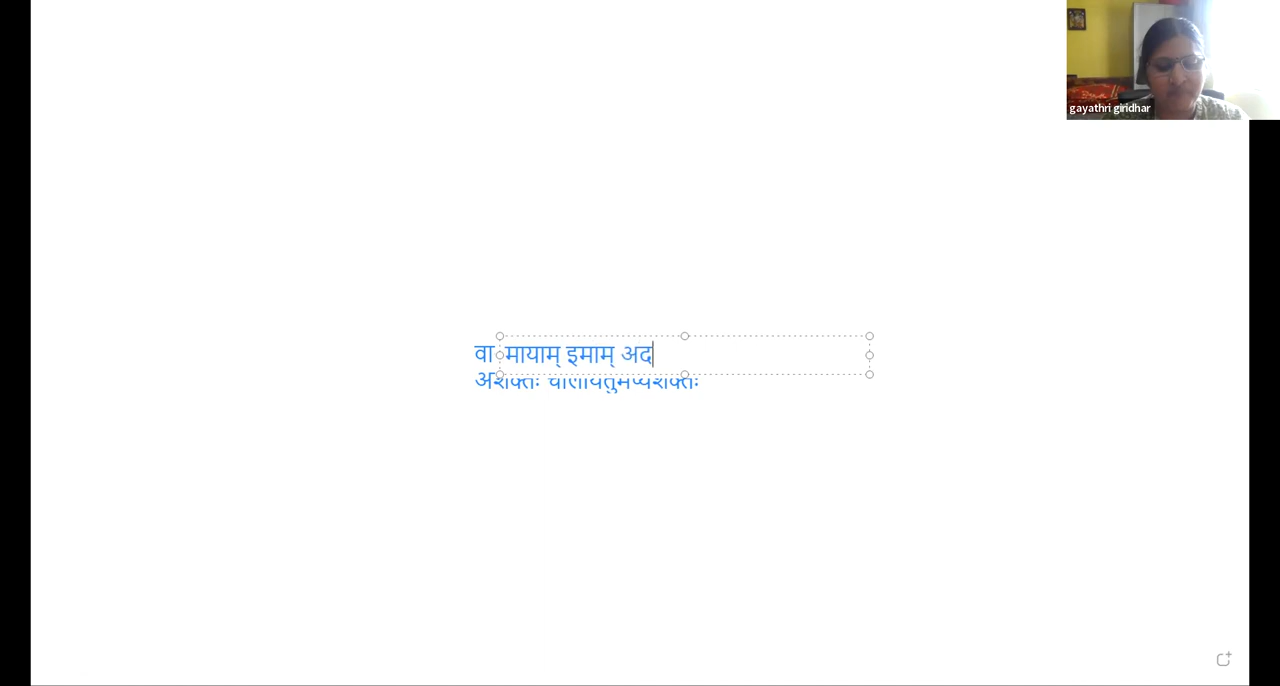 gayathri giridhar
वा मायाम् इमाम् अद
अशक्तः चालयितुमप्यशक्तः